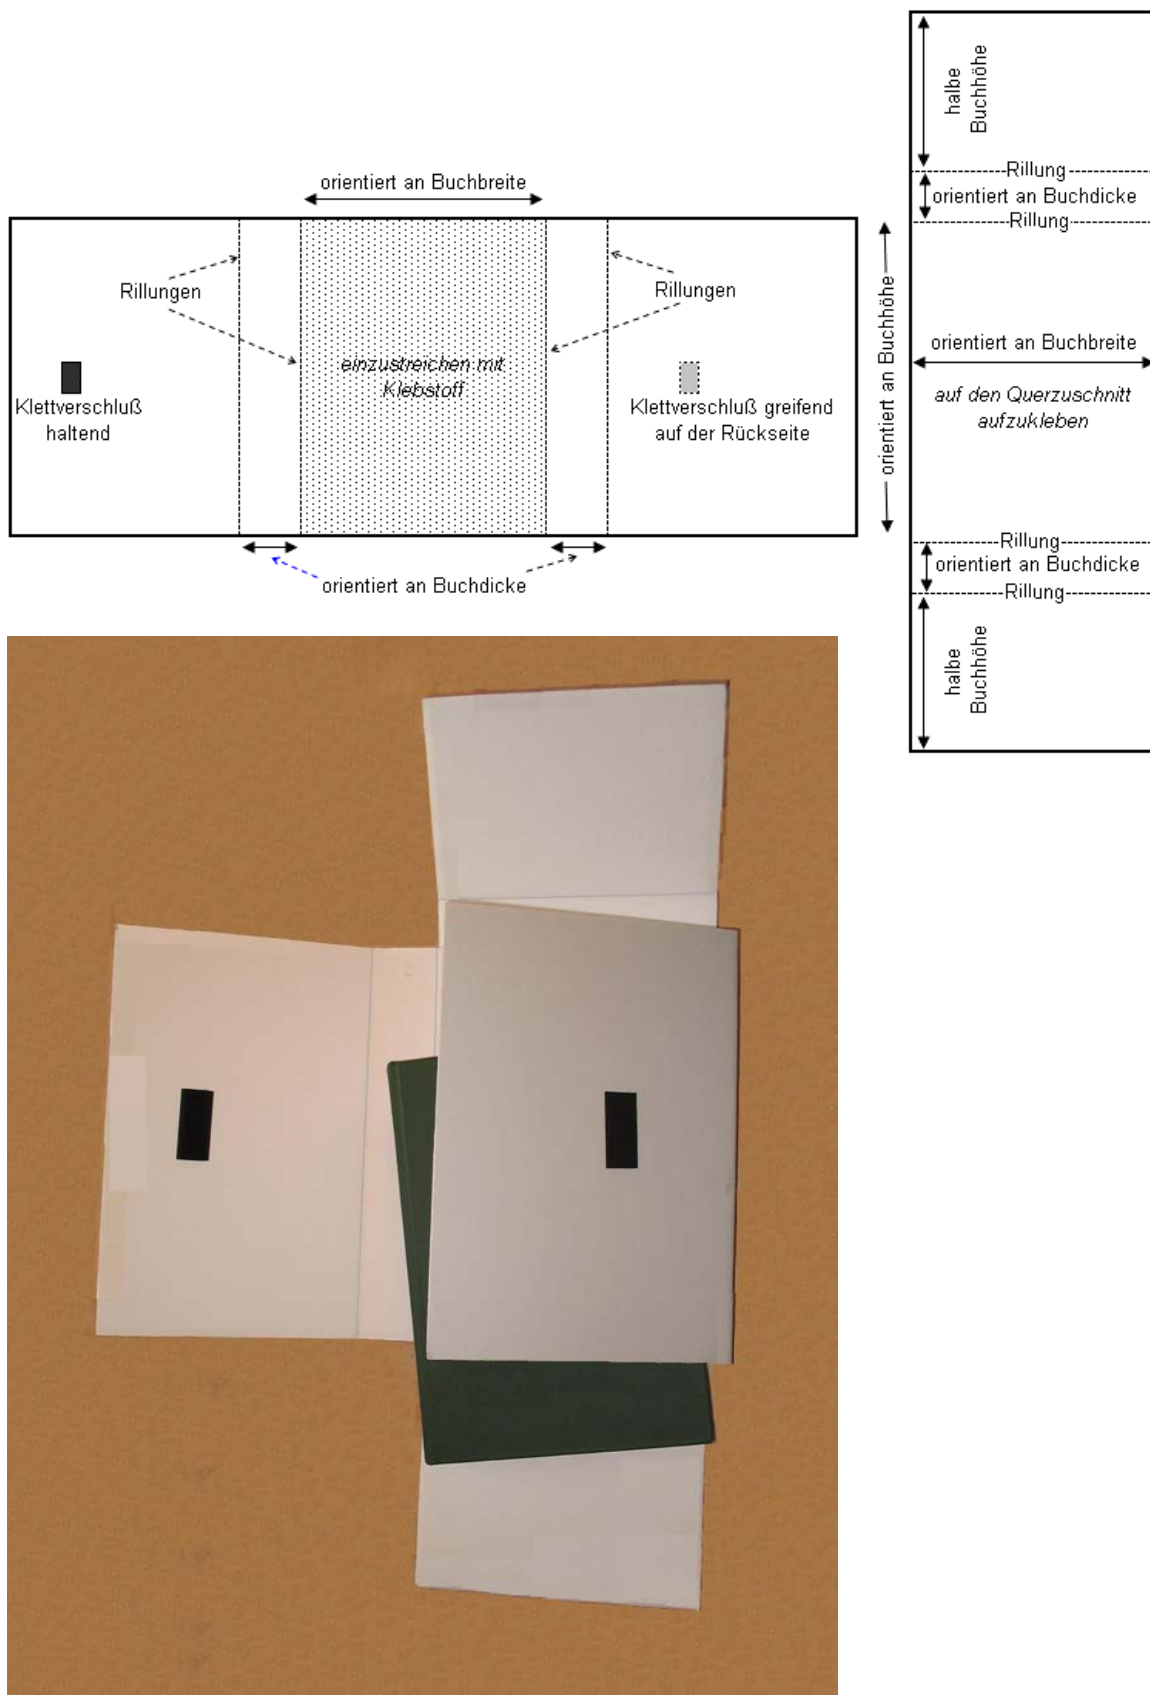 orientiert an Buchbreite
Rillungen
Rillungen
einzustreichen mit
Klebstoff
Klettverschluß
haltend
Klettverschluß greifend
auf der Rückseite
orientiert an Buchdicke
orientiert an Buchhöhe
halbe
Buchhöhe
Rillung
orientiert an Buchdicke
Rillung
orientiert an Buchbreite
auf den Querzuschnitt
aufzukleben
Rillung
orientiert an Buchdicke
Rillung
halbe
Buchhöhe